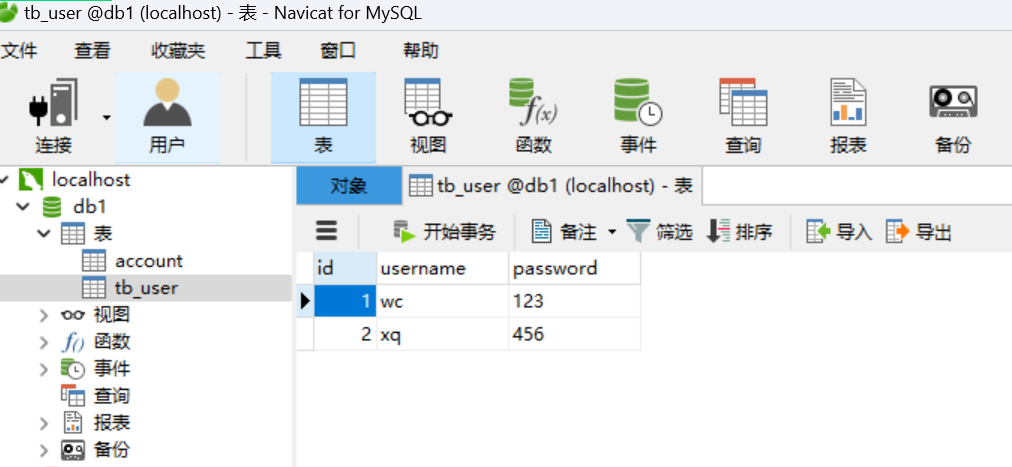 tb_user @db1 (localhost) - 表 - Navicat for MySQL
文件 查看 收藏夹 工具 窗口 帮助
连接 用户 表 视图 函数 事件 查询 报表 备份
localhost
db1
表
account
tb_user
视图
函数
事件
查询
报表
备份
对象 tb_user @db1 (localhost) - 表
开始事务 备注 筛选 排序 导入 导出
id username password
1 wc 123
2 xq 456